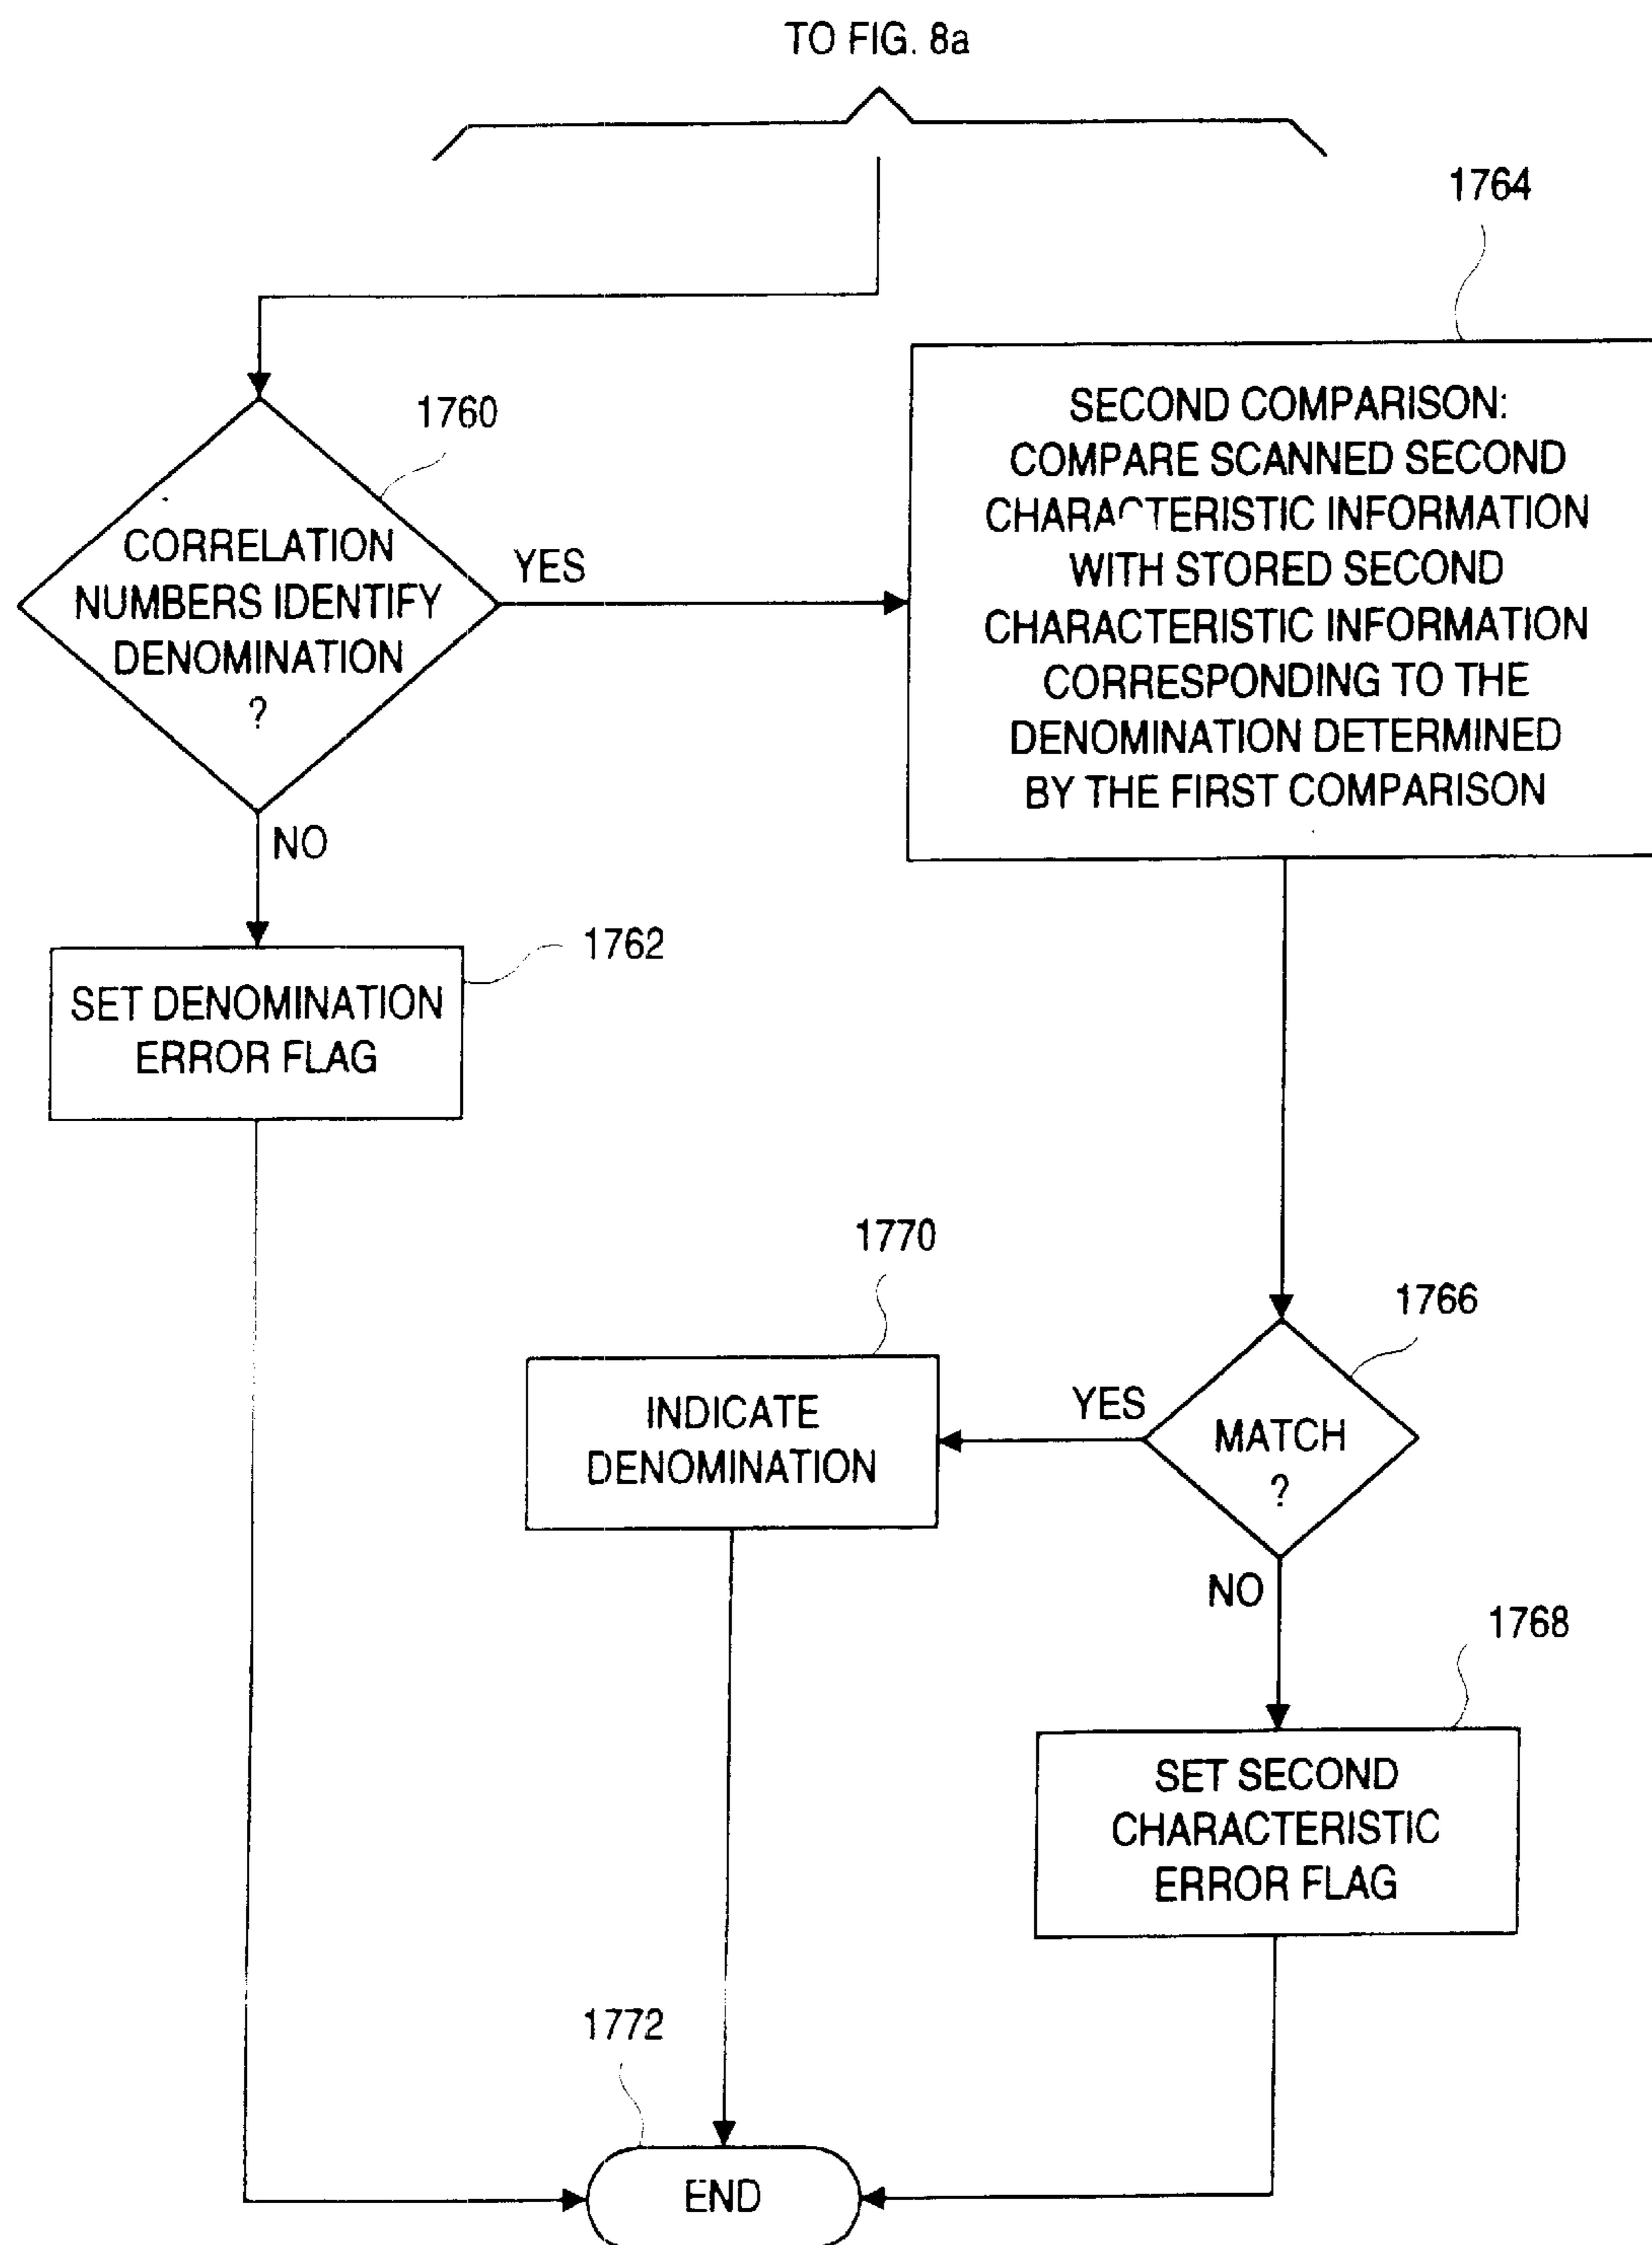 TO FIG. 8a
1764
1760
CORRELATION
NUMBERS IDENTIFY
DENOMINATION
?
YES
SECOND COMPARISON:
COMPARE SCANNED SECOND
CHARACTERISTIC INFORMATION
WITH STORED SECOND
CHARACTERISTIC INFORMATION
CORRESPONDING TO THE
DENOMINATION DETERMINED
BY THE FIRST COMPARISON
NO
1762
SET DENOMINATION
ERROR FLAG
1770
1766
INDICATE
DENOMINATION
YES
MATCH
?
NO
1768
SET SECOND
CHARACTERISTIC
ERROR FLAG
1772
END